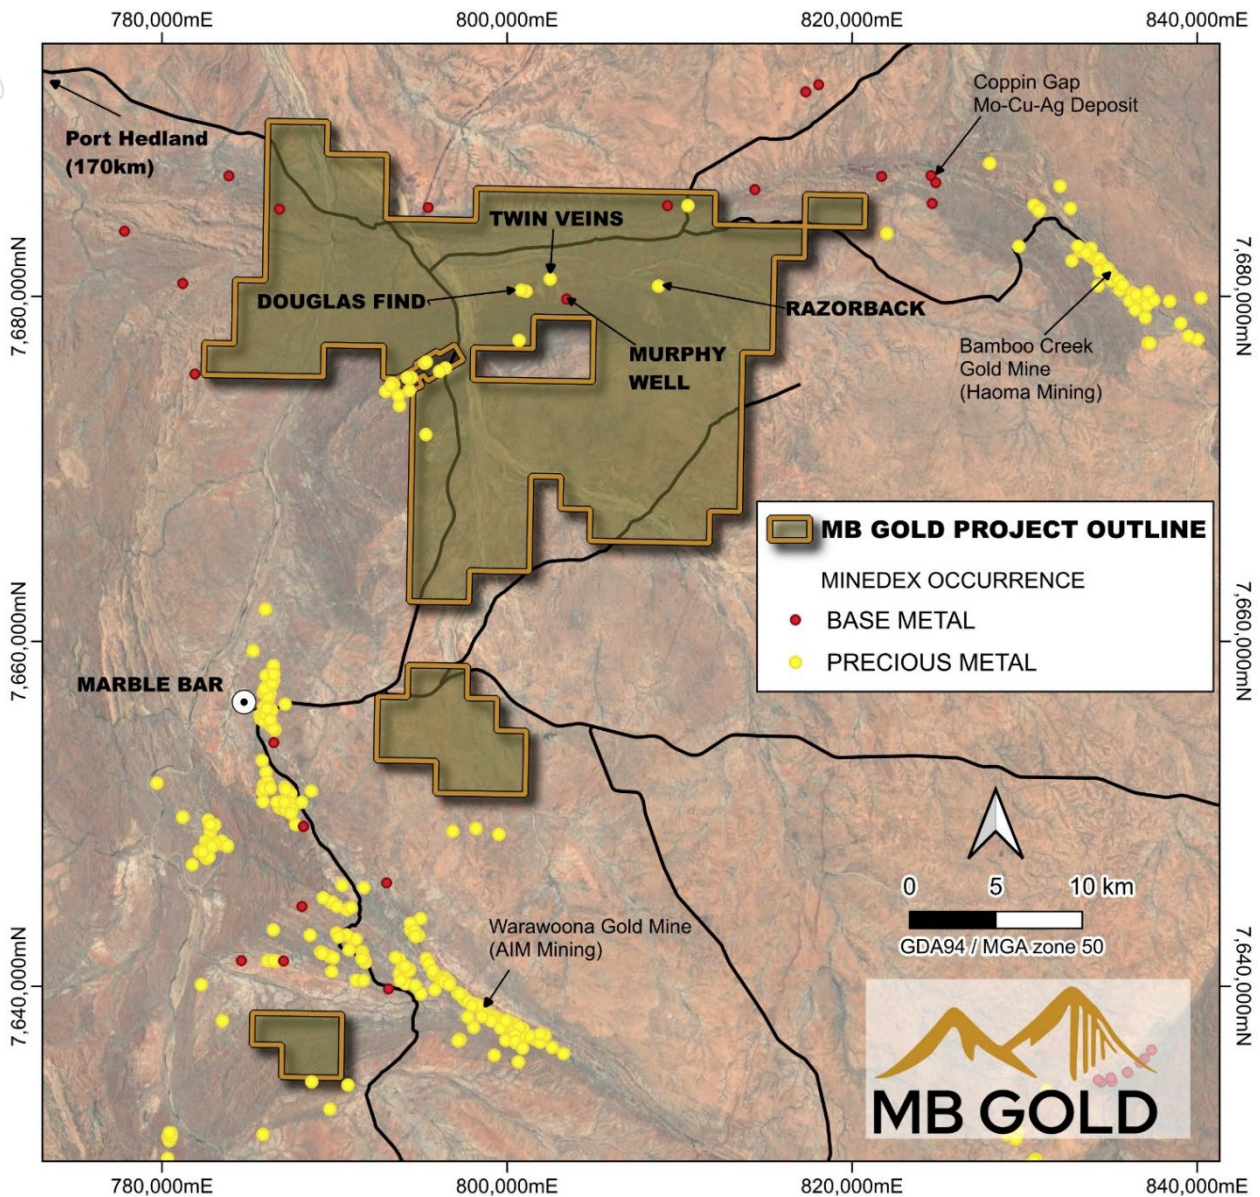 780,000mE
800,000mE
820,000mE
840,000mE
Coppin Gap
Mo-Cu-Ag Deposit
Port Hedland
(170km)
TWIN VEINS
7,680,000mN
7,680,000mN
DOUGLAS FIND
RAZORBACK
MURPHY
WELL
Bamboo Creek
Gold Mine
(Haoma Mining)
MB GOLD PROJECT OUTLINE
MINEDEX OCCURRENCE
BASE METAL
PRECIOUS METAL
7,660,000mN
7,660,000mN
MARBLE BAR
0
5
10 km
GDA94 / MGA zone 50
Warawoona Gold Mine
(AIM Mining)
7,640,000mN
7,640,000mN
MB GOLD
780,000mE
800,000mE
820,000mE
840,000mE